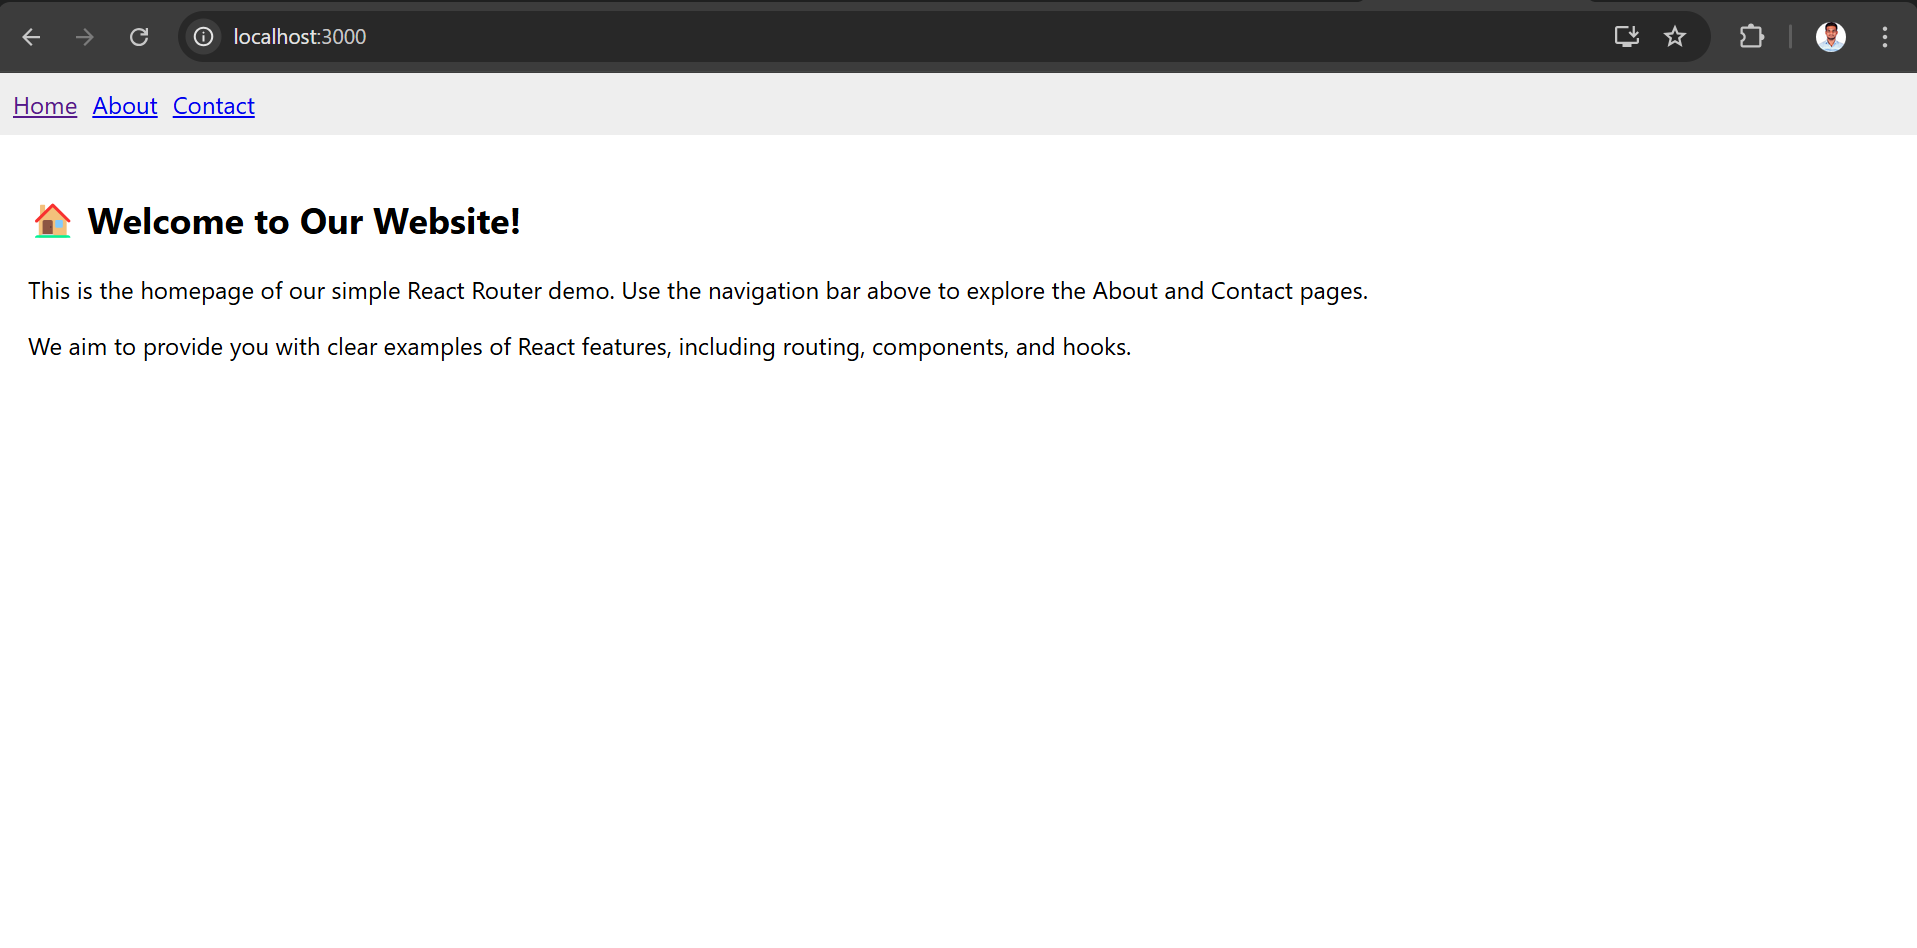 localhost:3000
Home About Contact
🏠 Welcome to Our Website!
This is the homepage of our simple React Router demo. Use the navigation bar above to explore the About and Contact pages.
We aim to provide you with clear examples of React features, including routing, components, and hooks.